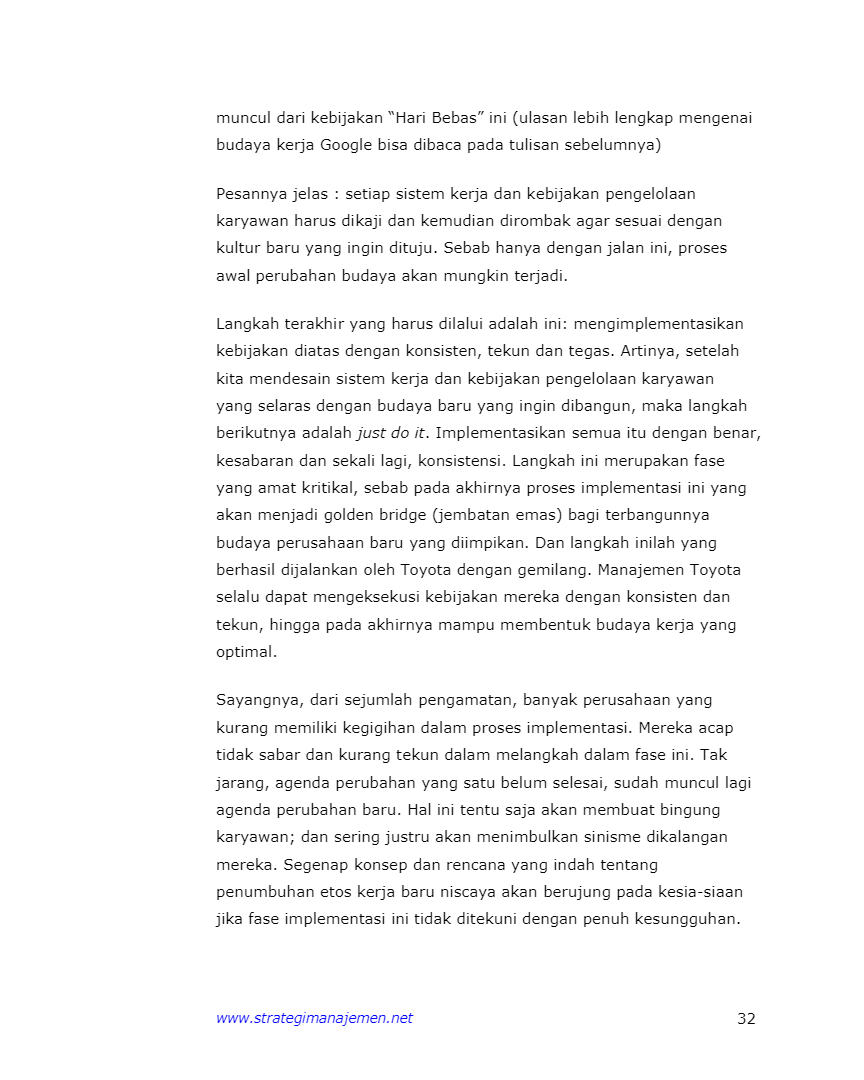 muncul dari kebijakan “Hari Bebas” ini (ulasan lebih lengkap mengenai
budaya kerja Google bisa dibaca pada tulisan sebelumnya)
Pesannya jelas : setiap sistem kerja dan kebijakan pengelolaan
karyawan harus dikaji dan kemudian dirombak agar sesuai dengan
kultur baru yang ingin dituju. Sebab hanya dengan jalan ini, proses
awal perubahan budaya akan mungkin terjadi.
Langkah terakhir yang harus dilalui adalah ini: mengimplementasikan
kebijakan diatas dengan konsisten, tekun dan tegas. Artinya, setelah
kita mendesain sistem kerja dan kebijakan pengelolaan karyawan
yang selaras dengan budaya baru yang ingin dibangun, maka langkah
berikutnya adalah just do it. Implementasikan semua itu dengan benar,
kesabaran dan sekali lagi, konsistensi. Langkah ini merupakan fase
yang amat kritikal, sebab pada akhirnya proses implementasi ini yang
akan menjadi golden bridge (jembatan emas) bagi terbangunnya
budaya perusahaan baru yang diimpikan. Dan langkah inilah yang
berhasil dijalankan oleh Toyota dengan gemilang. Manajemen Toyota
selalu dapat mengeksekusi kebijakan mereka dengan konsisten dan
tekun, hingga pada akhirnya mampu membentuk budaya kerja yang
optimal.
Sayangnya, dari sejumlah pengamatan, banyak perusahaan yang
kurang memiliki kegigihan dalam proses implementasi. Mereka acap
tidak sabar dan kurang tekun dalam melangkah dalam fase ini. Tak
jarang, agenda perubahan yang satu belum selesai, sudah muncul lagi
agenda perubahan baru. Hal ini tentu saja akan membuat bingung
karyawan; dan sering justru akan menimbulkan sinisme dikalangan
mereka. Segenap konsep dan rencana yang indah tentang
penumbuhan etos kerja baru niscaya akan berujung pada kesia-siaan
jika fase implementasi ini tidak ditekuni dengan penuh kesungguhan.
www.strategimanajemen.net 32